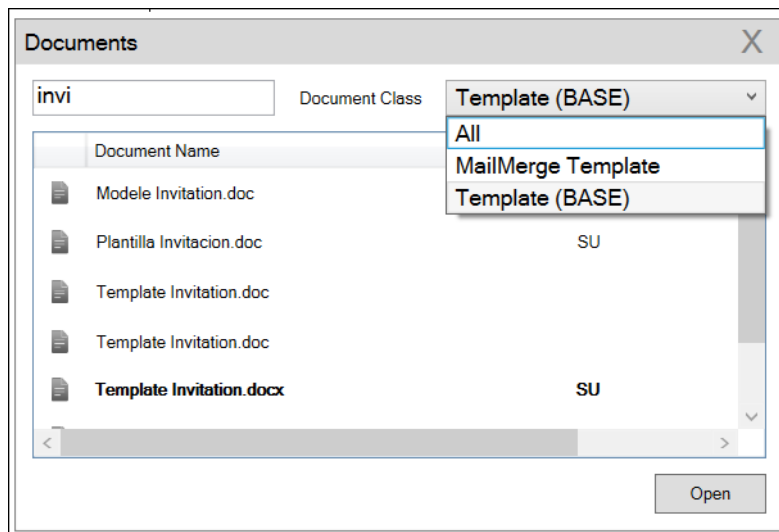 Documents X
invi Document Class Template (BASE)
All
MailMerge Template
Template (BASE)
Document Name
Modele Invitation.doc
Plantilla Invitacion.doc SU
Template Invitation.doc
Template Invitation.doc
Template Invitation.docx SU
Open